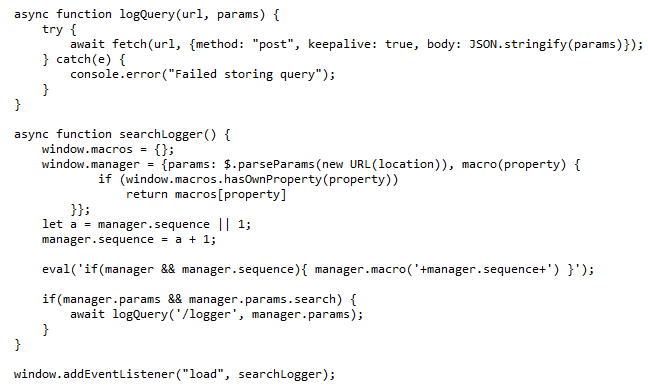 async function logQuery(url, params) {
    try {
        await fetch(url, {method: "post", keepalive: true, body: JSON.stringify(params)});
    } catch(e) {
        console.error("Failed storing query");
    }
}

async function searchLogger() {
    window.macros = {};
    window.manager = {params: $.parseParams(new URL(location)), macro(property) {
            if (window.macros.hasOwnProperty(property))
                return macros[property]
        }};
    let a = manager.sequence || 1;
    manager.sequence = a + 1;

    eval('if(manager && manager.sequence){ manager.macro('+manager.sequence+') }');

    if(manager.params && manager.params.search) {
        await logQuery('/logger', manager.params);
    }
}

window.addEventListener("load", searchLogger);